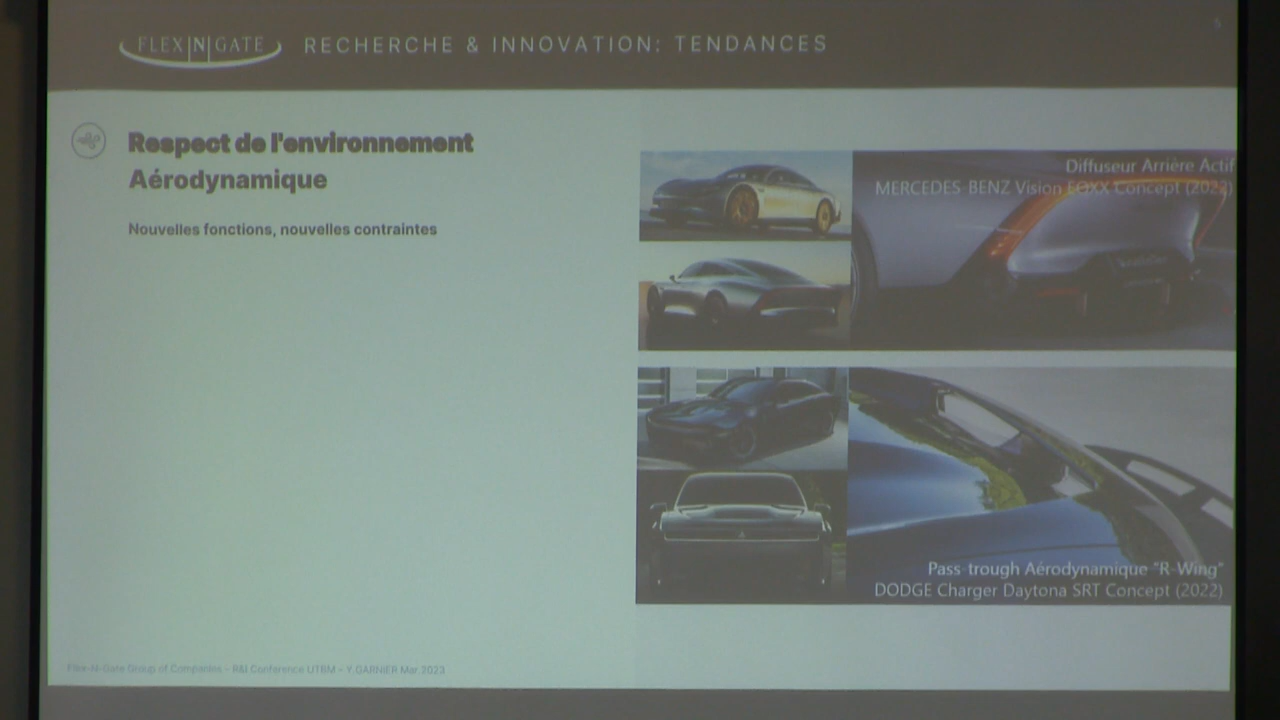 FLEX|N|GATE
RECHERCHE & INNOVATION: TENDANCES
5
Respect de l'environnement
Aérodynamique
Nouvelles fonctions, nouvelles contraintes
Diffuseur Arrière Actif
MERCEDES-BENZ Vision EQXX Concept (2022)
Pass-trough Aérodynamique "R-Wing"
DODGE Charger Daytona SRT Concept (2022)
Flex-N-Gate Group of Companies – R&I Conference UTBM – Y.GARNIER Mar 2023